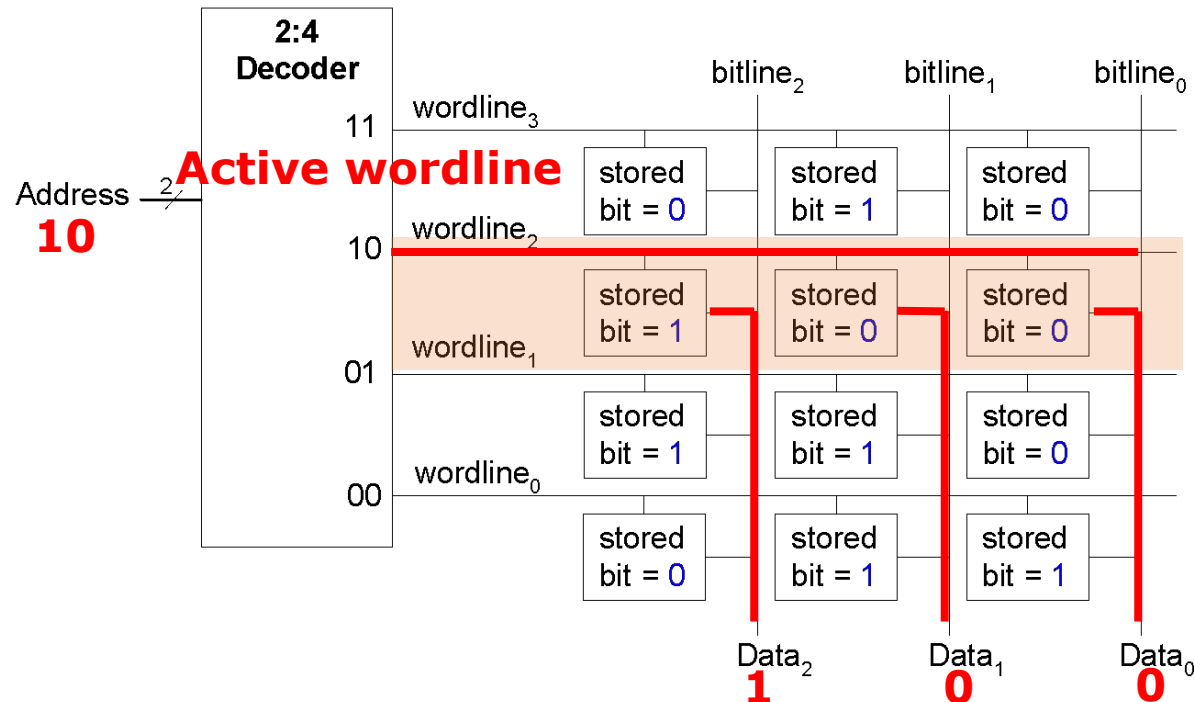 2:4
Decoder
bitline₂ bitline₁ bitline₀
wordline₃
11
Active wordline
stored stored stored
bit = 0 bit = 1 bit = 0
Address 2
10
wordline₂
10
stored stored stored
bit = 1 bit = 0 bit = 0
wordline₁
01
stored stored stored
bit = 1 bit = 1 bit = 0
wordline₀
00
stored stored stored
bit = 0 bit = 1 bit = 1
Data₂ Data₁ Data₀
1 0 0